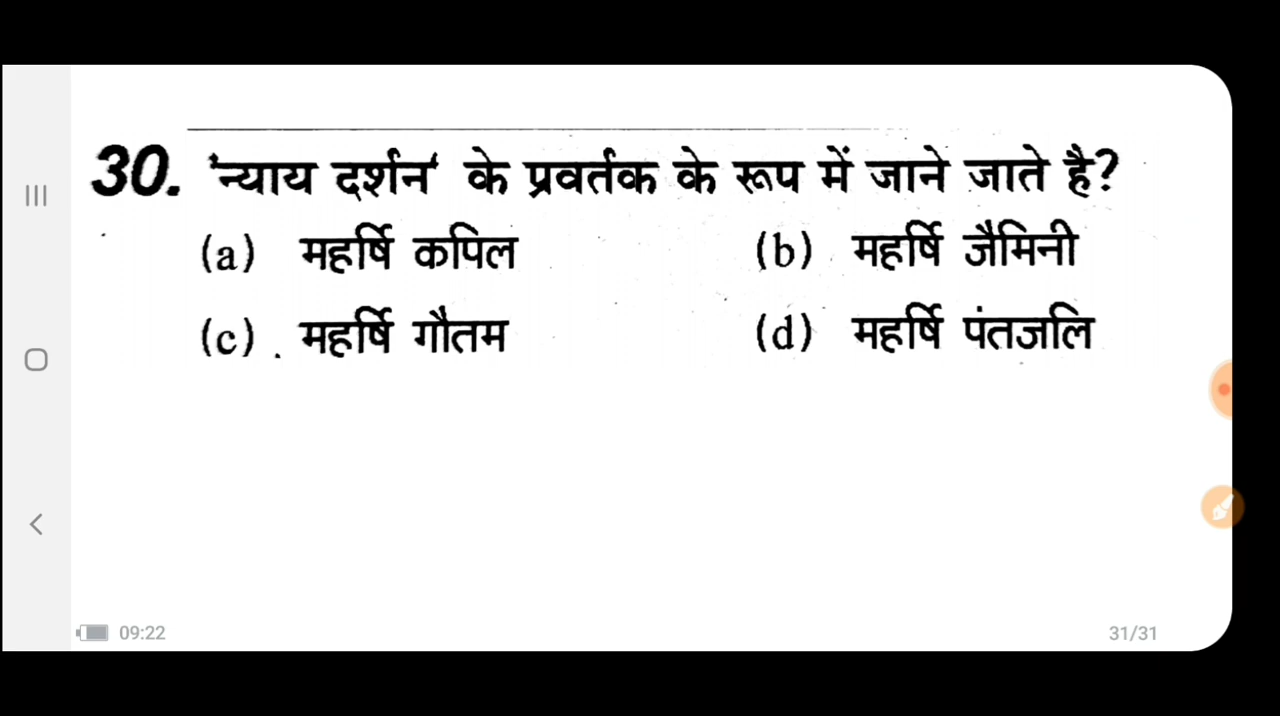 30. 'न्याय दर्शन' के प्रवर्तक के रूप में जाने जाते है?
(a) महर्षि कपिल (b) महर्षि जैमिनी
(c) . महर्षि गौतम (d) महर्षि पंतजलि
09:22 31/31